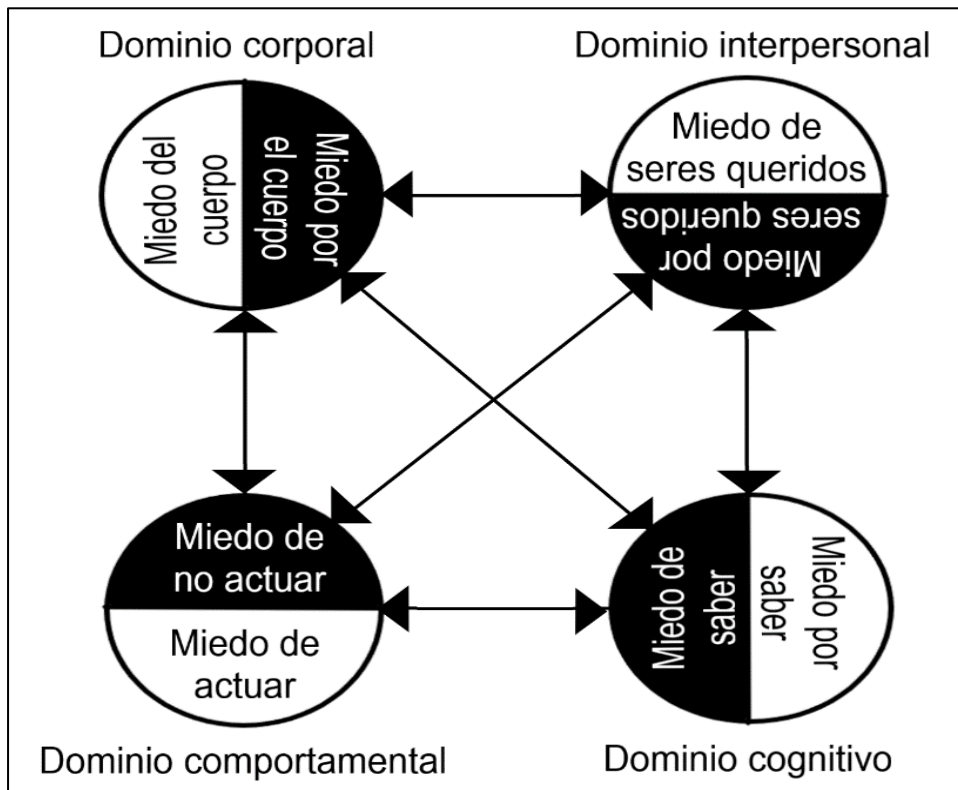 Dominio corporal
Dominio interpersonal
Miedo del
cuerpo
Miedo por
el cuerpo
Miedo de
seres queridos
Miedo por
seres queridos
Miedo de
no actuar
Miedo de
actuar
Miedo de
saber
Miedo por
saber
Dominio comportamental
Dominio cognitivo